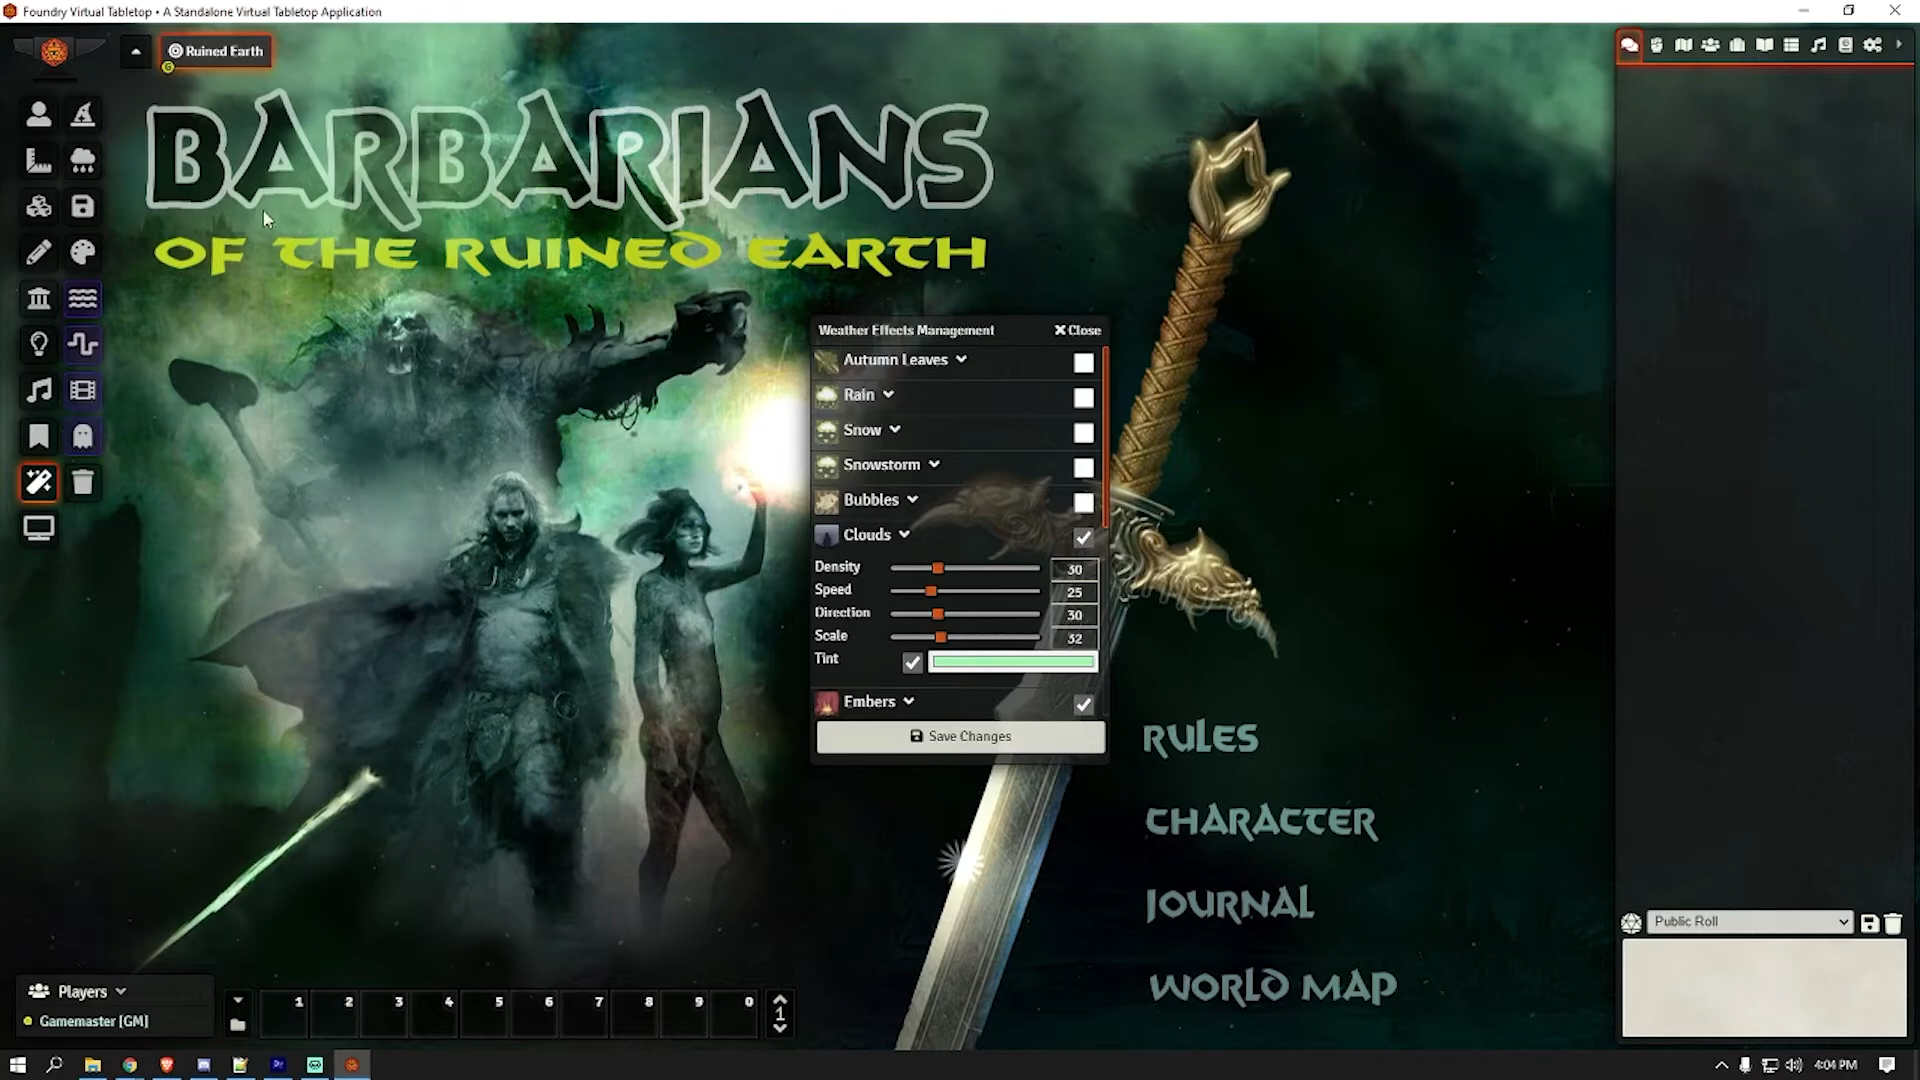 Foundry Virtual Tabletop • A Standalone Virtual Tabletop Application
Ruined Earth
G
BARBARIANS
OF THE RUINED EARTH
Weather Effects Management
Close
Autumn Leaves
Rain
Snow
Snowstorm
Bubbles
Clouds
Density 30
Speed 25
Direction 30
Scale 32
Tint
Embers
Save Changes
RULES
CHARACTER
JOURNAL
WORLD MAP
Public Roll
Players
Gamemaster [GM]
1 2 3 4 5 6 7 8 9 0
1
4:04 PM